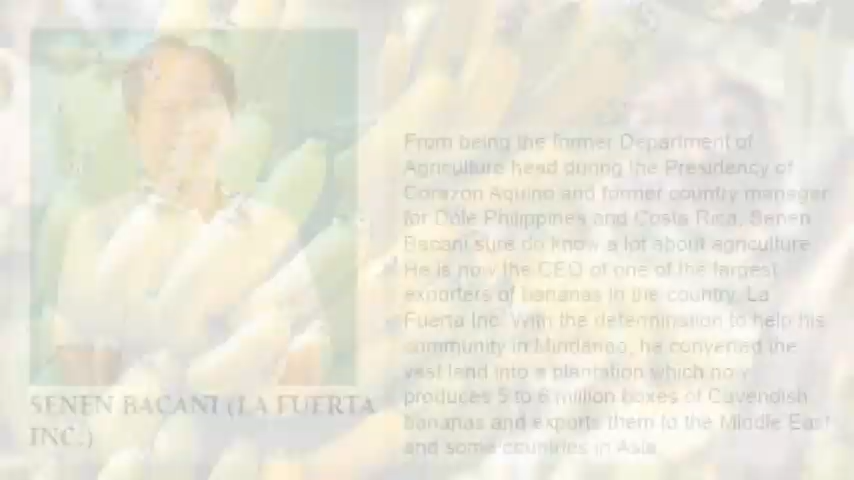 From being the former Department of
Agriculture head during the Presidency of
Corazon Aquino and former country manager
for Dole Philippines and Costa Rica, Senen
Bacani sure do know a lot about agriculture.
He is now the CEO of one of the largest
exporters of bananas in the country, La
Fuerta Inc. With the determination to help his
community in Mindanao, he converted the
vast land into a plantation which now
produces 5 to 6 million boxes of Cavendish
bananas and exports them to the Middle East
and some countries in Asia.
SENEN BACANI (LA FUERTA
INC.)